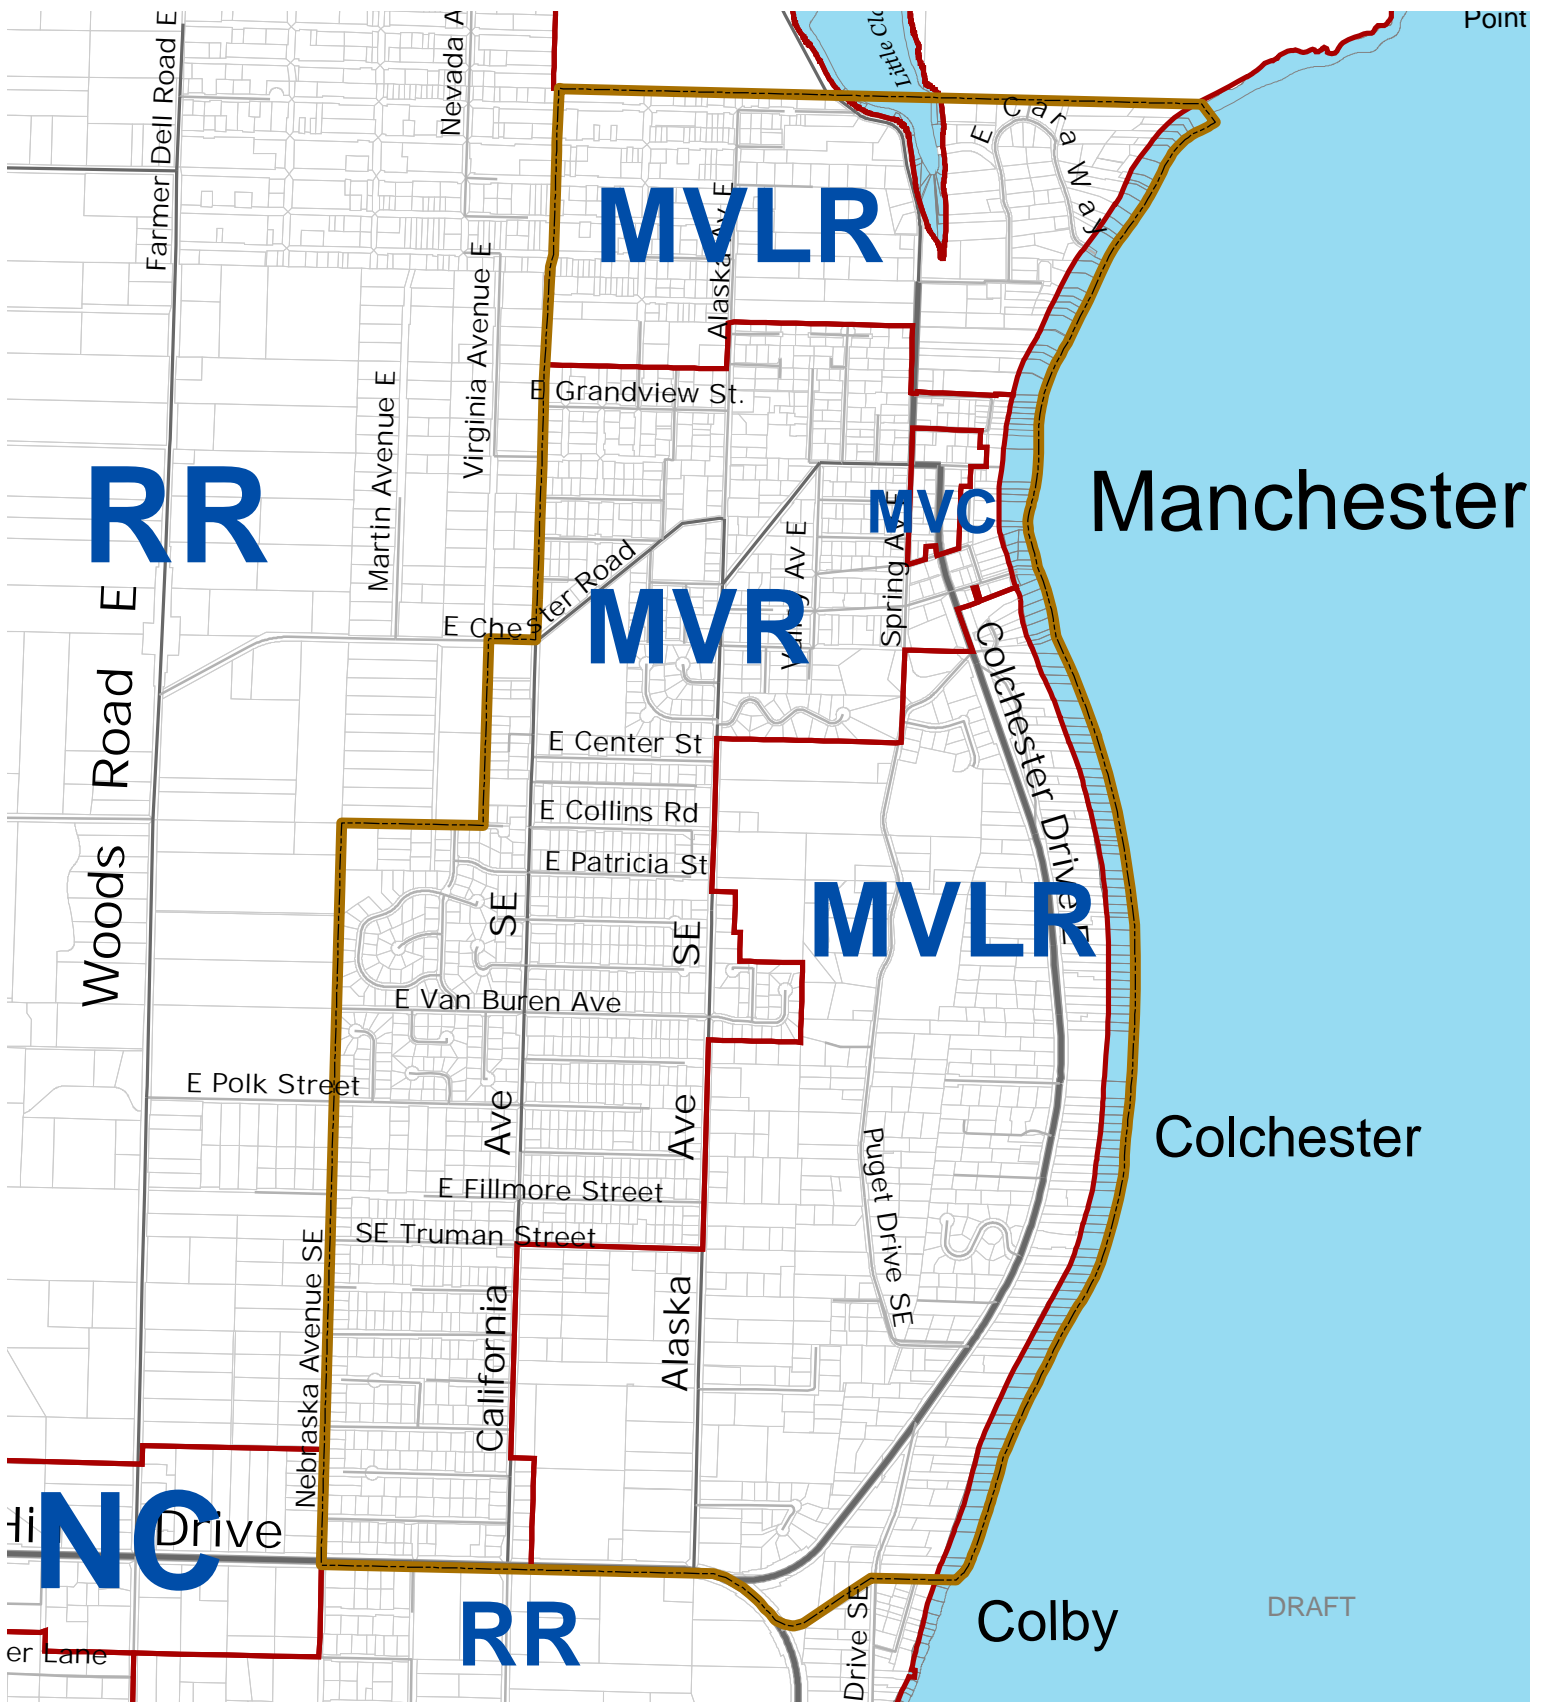 Point
Little Clo
Nevada A
Farmer Dell Road E
E Cara Way
MVLR
Alaska Av E
Virginia Avenue E
Martin Avenue E
E Grandview St.
RR
Manchester
MVC
Spring Av E
Valley Av E
E Chester Road
MVR
Woods Road E
Colchester Drive E
E Center St
E Collins Rd
E Patricia St
MVLR
E Van Buren Ave
E Polk Street
California Ave SE
Alaska Ave SE
Colchester
Puget Drive SE
E Fillmore Street
SE Truman Street
Nebraska Avenue SE
NC
Drive
RR
Colby
DRAFT
Drive SE
er Lane